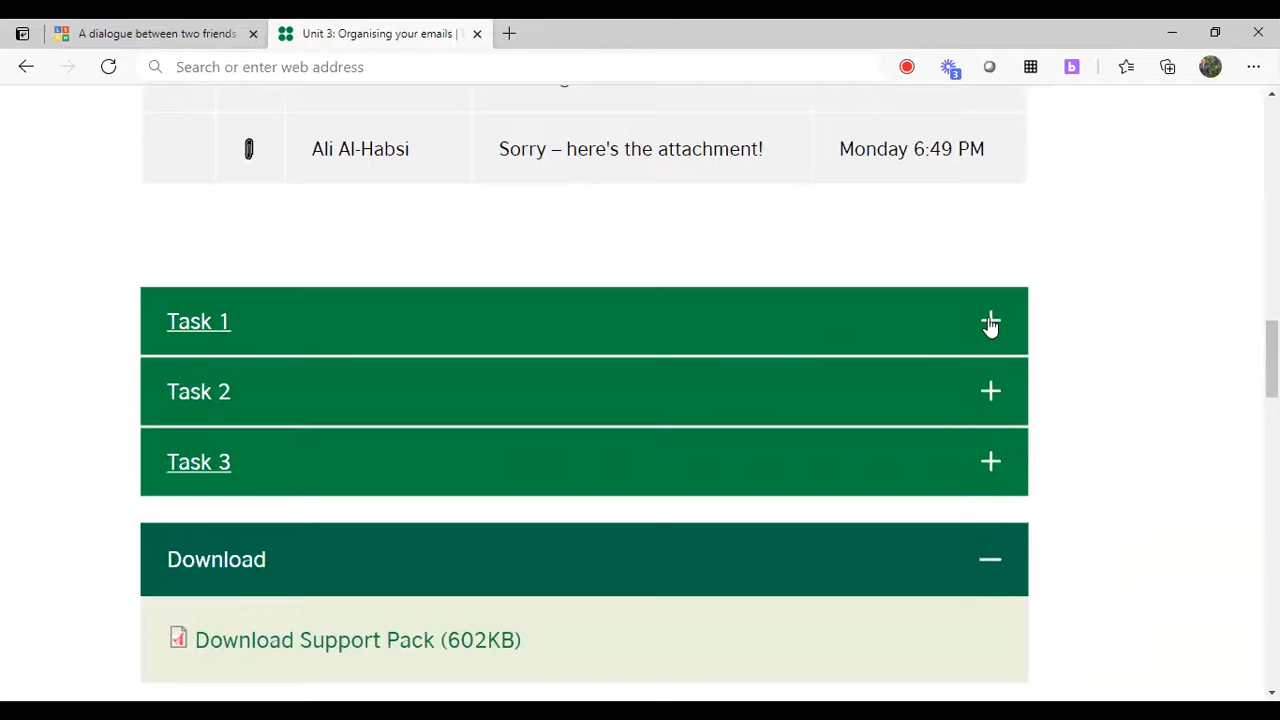 A dialogue between two friends
Unit 3: Organising your emails |
Search or enter web address
3
b
Ali Al-Habsi Sorry – here's the attachment! Monday 6:49 PM
Task 1
Task 2
Task 3
Download
Download Support Pack (602KB)